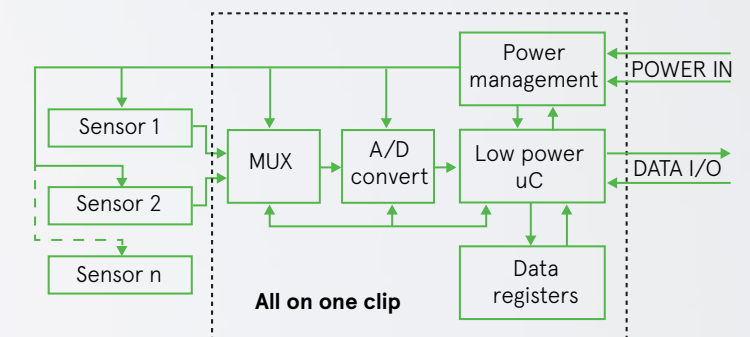 Power
management
POWER IN
Sensor 1
MUX
A/D
convert
Low power
uC
DATA I/O
Sensor 2
Sensor n
Data
registers
All on one clip